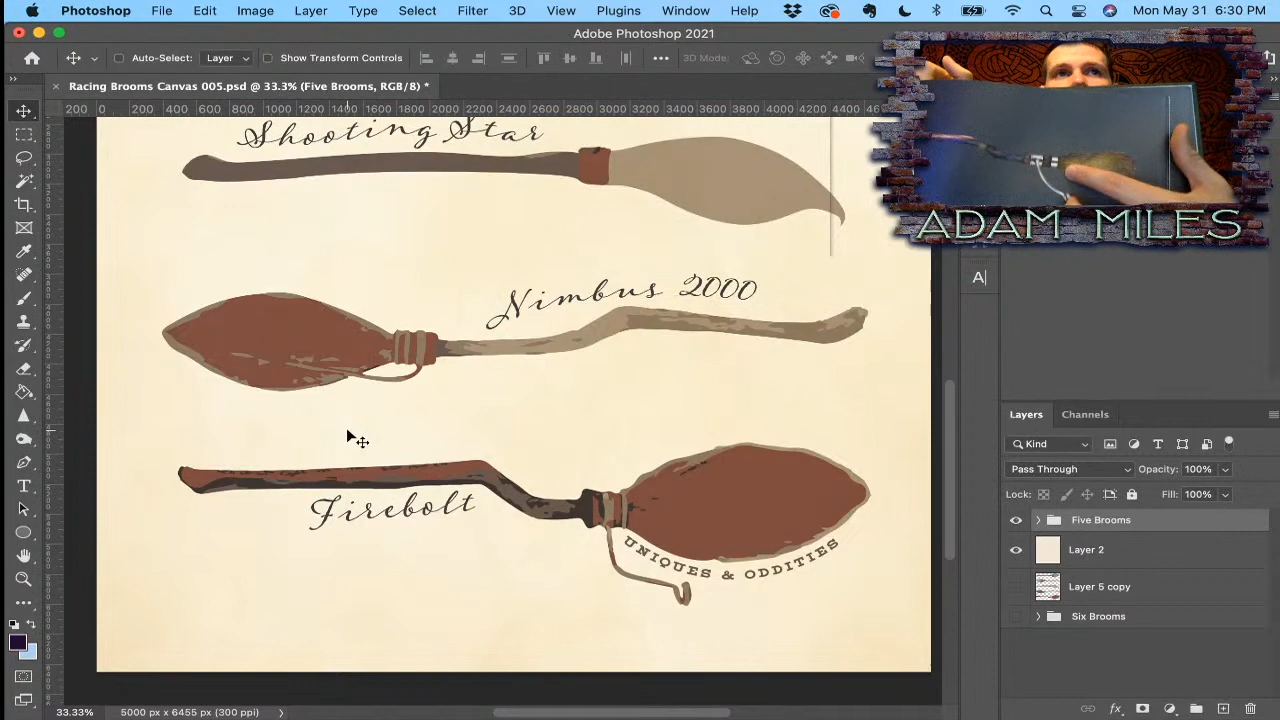 Photoshop File Edit Image Layer Type Select Filter 3D View Plugins Window Help Mon May 31 6:30 PM
Adobe Photoshop 2021
Auto-Select: Layer Show Transform Controls 3D Mode:
Racing Brooms Canvas 005.psd @ 33.3% (Five Brooms, RGB/8) *
200 0 200 400 600 800 1000 1200 1400 1600 1800 2000 2200 2400 2600 2800 3000 3200 3400 3600 3800 4000 4200 4400
Shooting Star
ADAM MILES
Nimbus 2000
Firebolt
UNIQUES & ODDITIES
A|
Layers Channels
Kind
Pass Through Opacity: 100%
Lock: Fill: 100%
Five Brooms
Layer 2
Layer 5 copy
Six Brooms
fx
33.33% 5000 px x 6455 px (300 ppi)